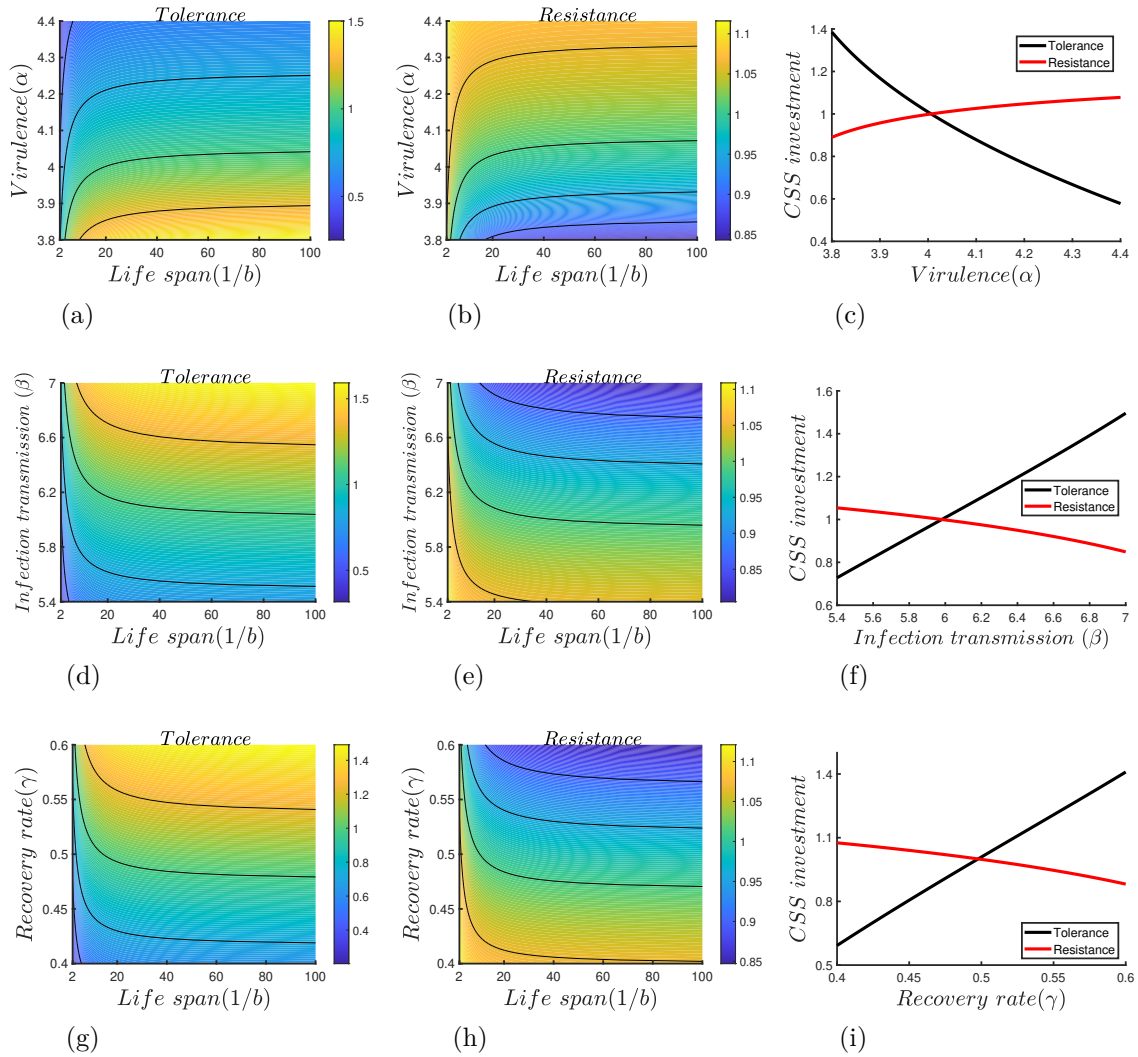 Tolerance
4.4
4.3
4.2
4.1
4
3.9
3.8
2 20 40 60 80 100
1.5
1
0.5
Virulence(α)
Life span(1/b)
(a)
Resistance
4.4
4.3
4.2
4.1
4
3.9
3.8
2 20 40 60 80 100
1.1
1.05
1
0.95
0.9
0.85
Virulence(α)
Life span(1/b)
(b)
1.4
1.2
1
0.8
0.6
0.4
3.8 3.9 4 4.1 4.2 4.3 4.4
Tolerance
Resistance
CSS investment
Virulence(α)
(c)
Tolerance
7
6.6
6.2
5.8
5.4
2 20 40 60 80 100
1.5
1
0.5
Infection transmission (β)
Life span(1/b)
(d)
Resistance
7
6.6
6.2
5.8
5.4
2 20 40 60 80 100
1.1
1.05
1
0.95
0.9
0.85
Infection transmission (β)
Life span(1/b)
(e)
1.6
1.4
1.2
1
0.8
0.6
5.4 5.6 5.8 6 6.2 6.4 6.6 6.8 7
Tolerance
Resistance
CSS investment
Infection transmission (β)
(f)
Tolerance
0.6
0.55
0.5
0.45
0.4
2 20 40 60 80 100
1.4
1.2
1
0.8
0.6
0.4
Recovery rate(γ)
Life span(1/b)
(g)
Resistance
0.6
0.55
0.5
0.45
0.4
2 20 40 60 80 100
1.1
1.05
1
0.95
0.9
0.85
Recovery rate(γ)
Life span(1/b)
(h)
1.4
1.1
0.8
0.5
0.4 0.45 0.5 0.55 0.6
Tolerance
Resistance
CSS investment
Recovery rate(γ)
(i)